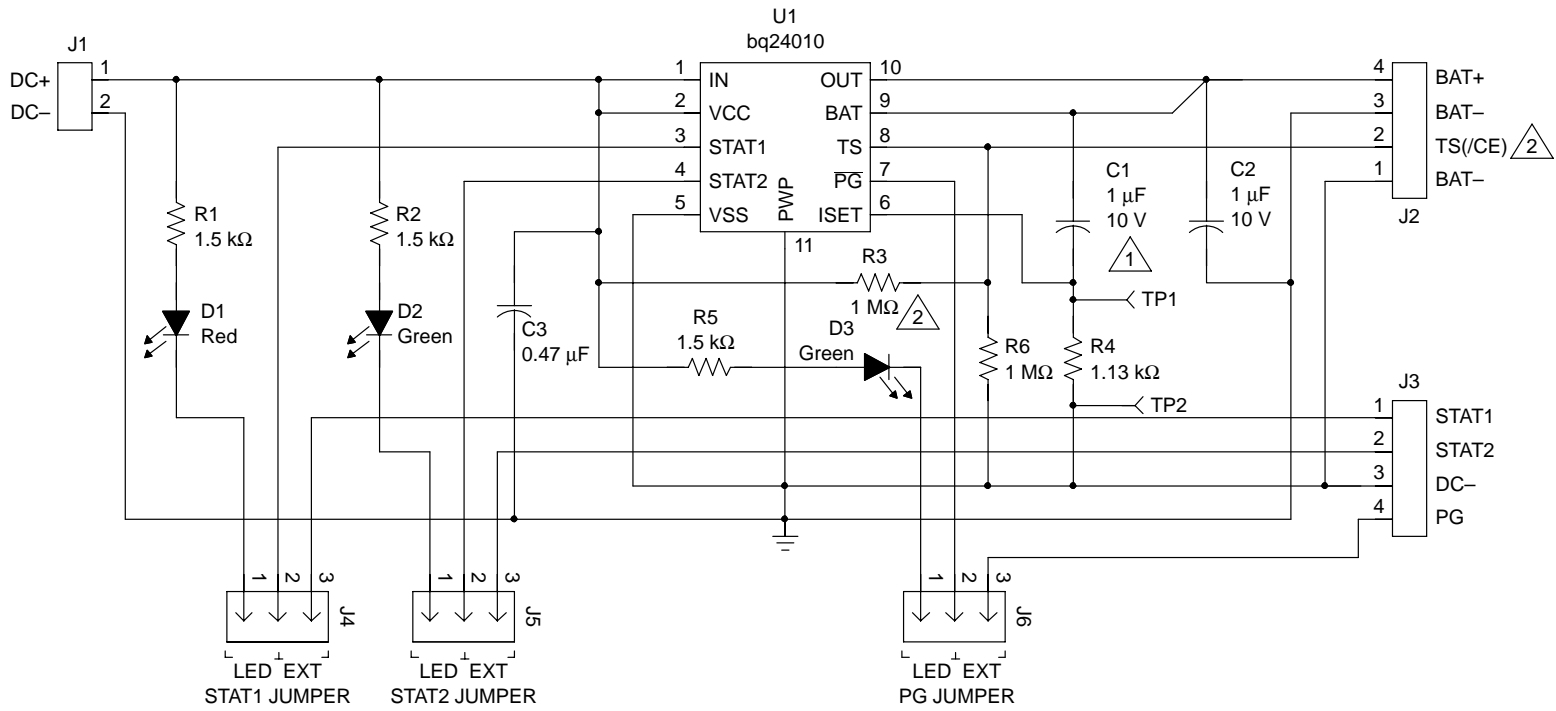 U1
bq24010
J1
DC+
DC–
1
2
1
2
3
4
5
IN
VCC
STAT1
STAT2
VSS
PWP
11
OUT
BAT
TS
PG
ISET
10
9
8
7
6
4
3
2
1
BAT+
BAT–
TS(/CE)
2
BAT–
J2
R1
1.5 kΩ
R2
1.5 kΩ
C1
1 μF
10 V
1
C2
1 μF
10 V
R3
1 MΩ
2
TP1
D1
Red
D2
Green
C3
0.47 μF
R5
1.5 kΩ
D3
Green
R6
1 MΩ
R4
1.13 kΩ
TP2
J3
1
2
3
4
STAT1
STAT2
DC–
PG
1
2
3
J4
LED EXT
STAT1 JUMPER
1
2
3
J5
LED EXT
STAT2 JUMPER
1
2
3
J6
LED EXT
PG JUMPER